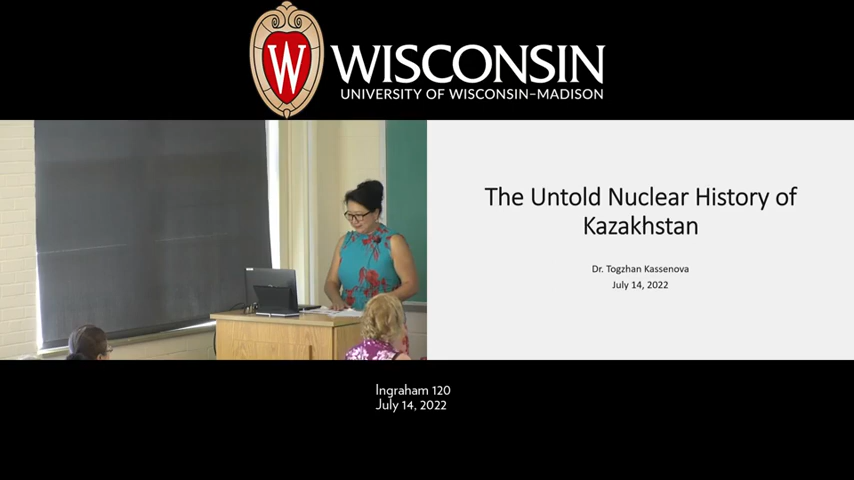 W
WISCONSIN
UNIVERSITY OF WISCONSIN–MADISON
The Untold Nuclear History of
Kazakhstan
Dr. Togzhan Kassenova
July 14, 2022
Ingraham 120
July 14, 2022